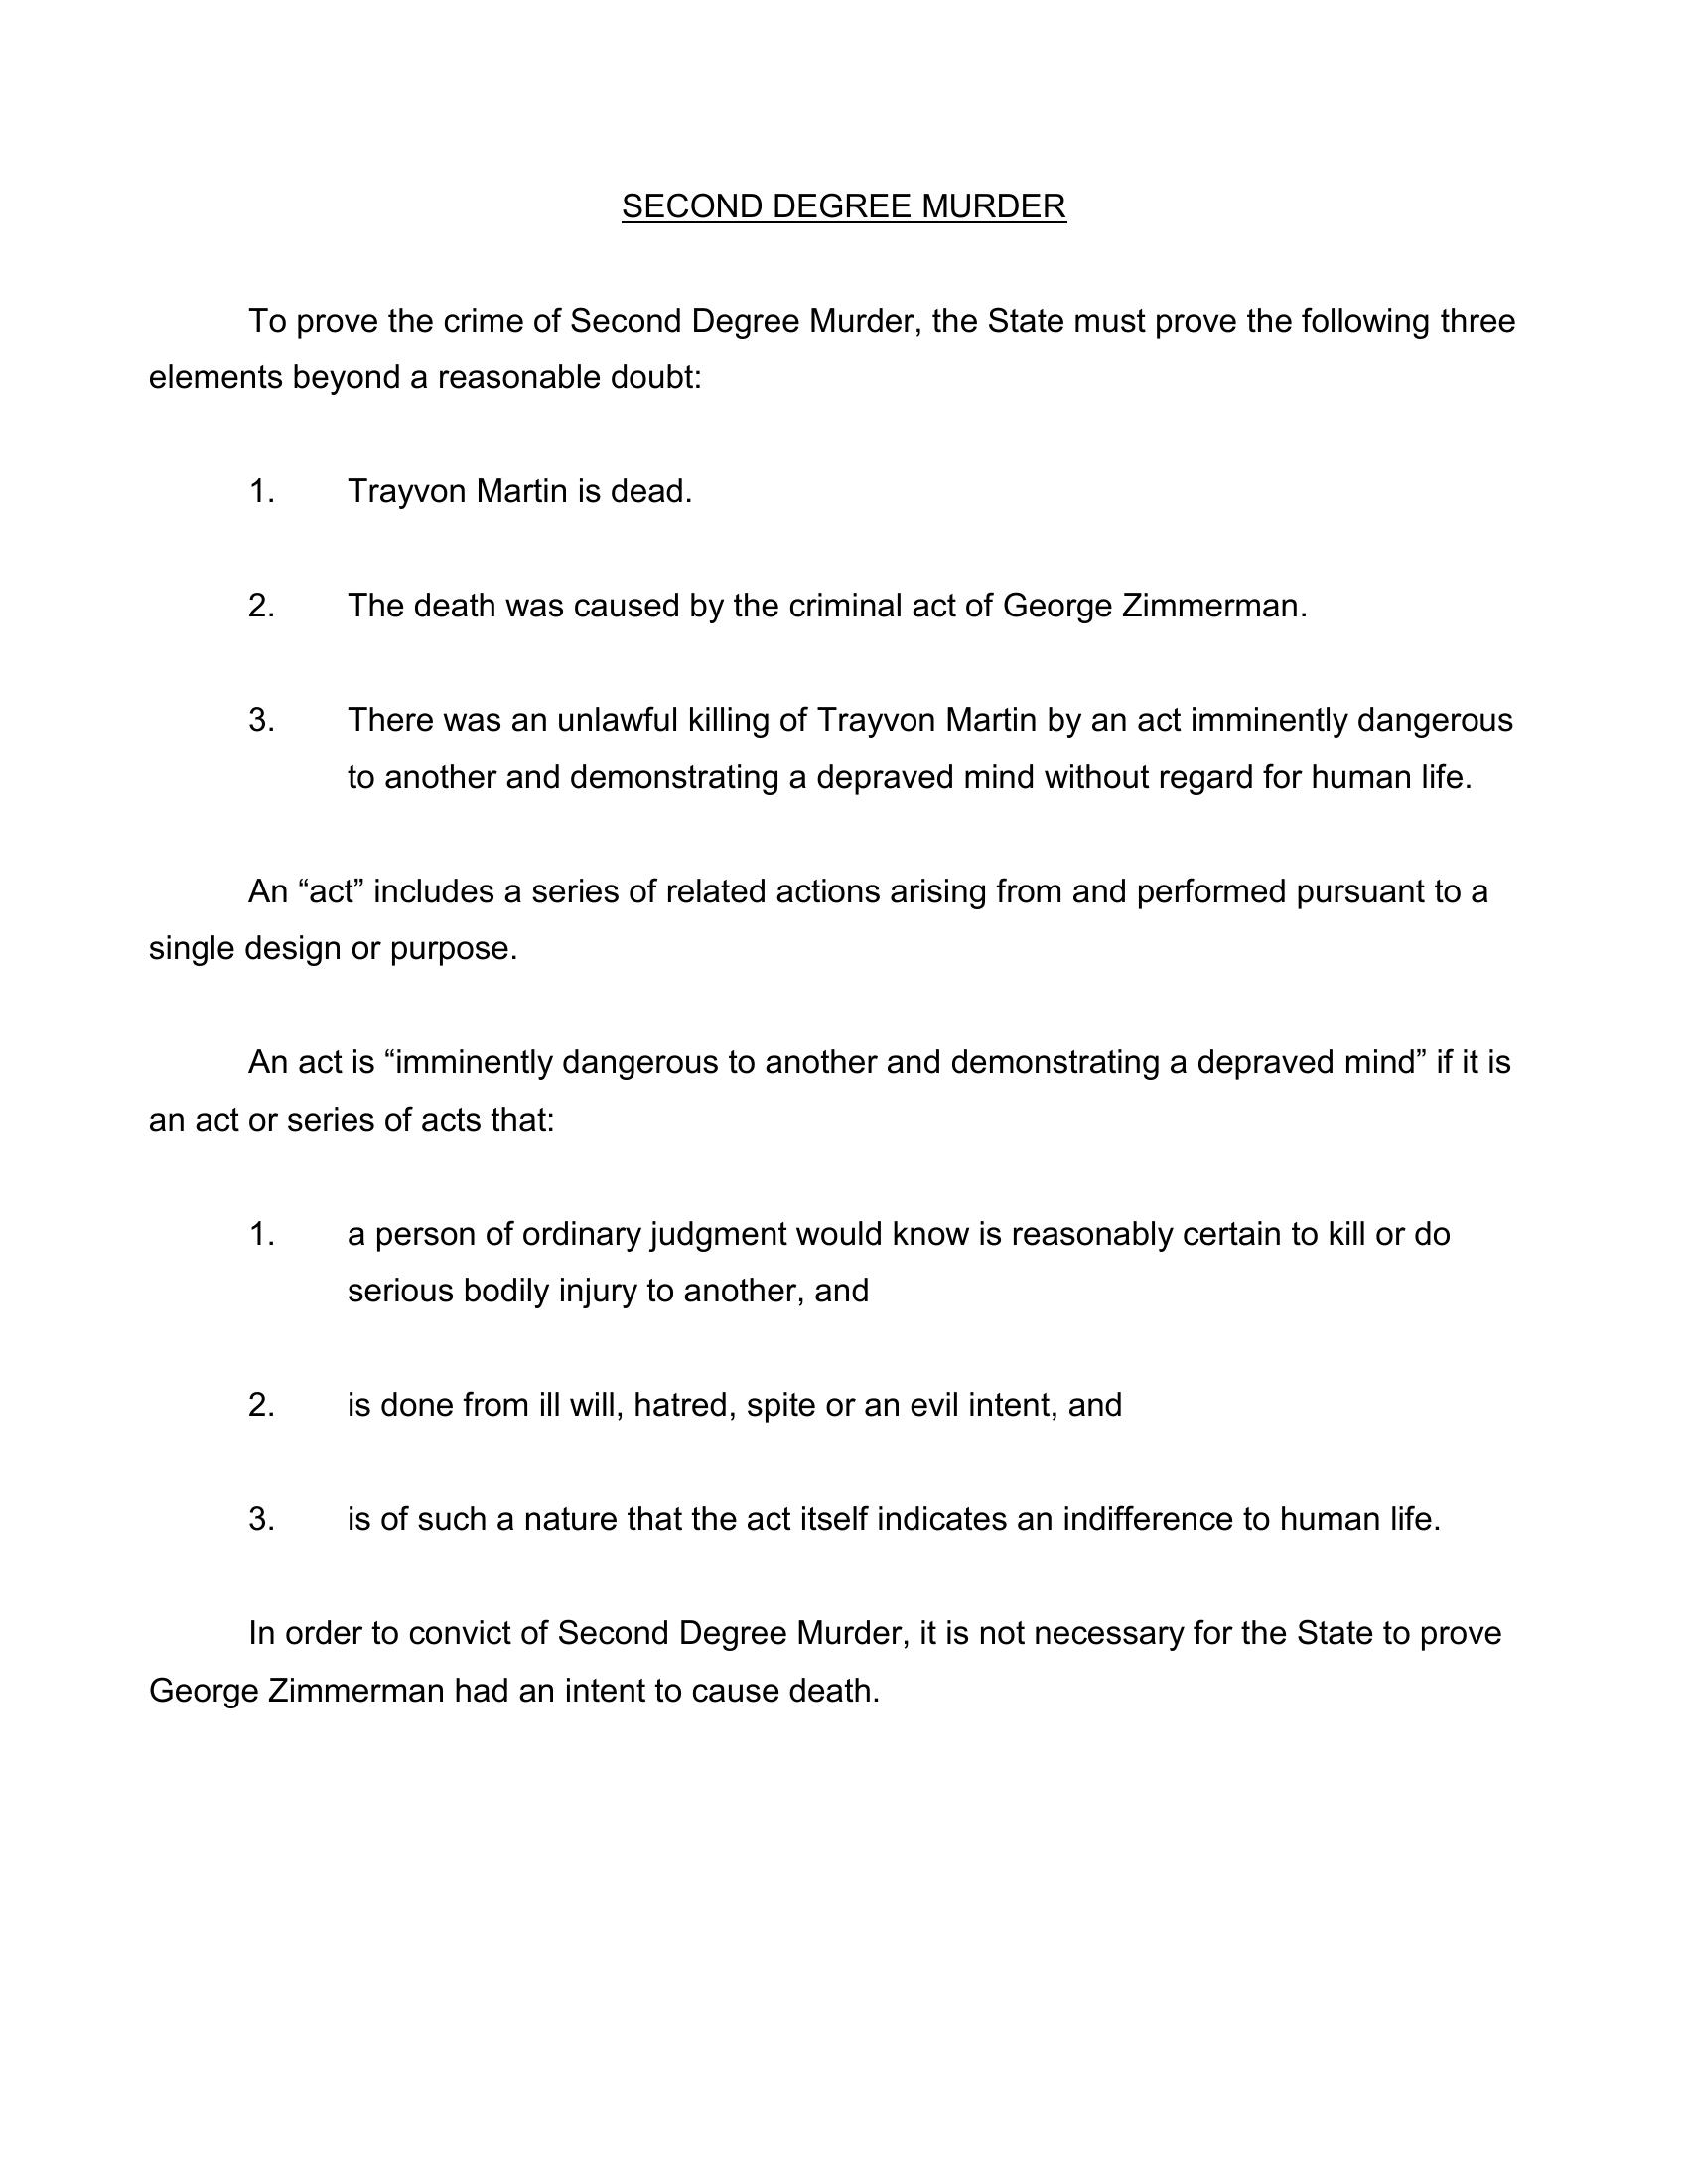 SECOND DEGREE MURDER
To prove the crime of Second Degree Murder, the State must prove the following three
elements beyond a reasonable doubt:
1. Trayvon Martin is dead.
2. The death was caused by the criminal act of George Zimmerman.
3. There was an unlawful killing of Trayvon Martin by an act imminently dangerous
to another and demonstrating a depraved mind without regard for human life.
An “act” includes a series of related actions arising from and performed pursuant to a
single design or purpose.
An act is “imminently dangerous to another and demonstrating a depraved mind” if it is
an act or series of acts that:
1. a person of ordinary judgment would know is reasonably certain to kill or do
serious bodily injury to another, and
2. is done from ill will, hatred, spite or an evil intent, and
3. is of such a nature that the act itself indicates an indifference to human life.
In order to convict of Second Degree Murder, it is not necessary for the State to prove
George Zimmerman had an intent to cause death.